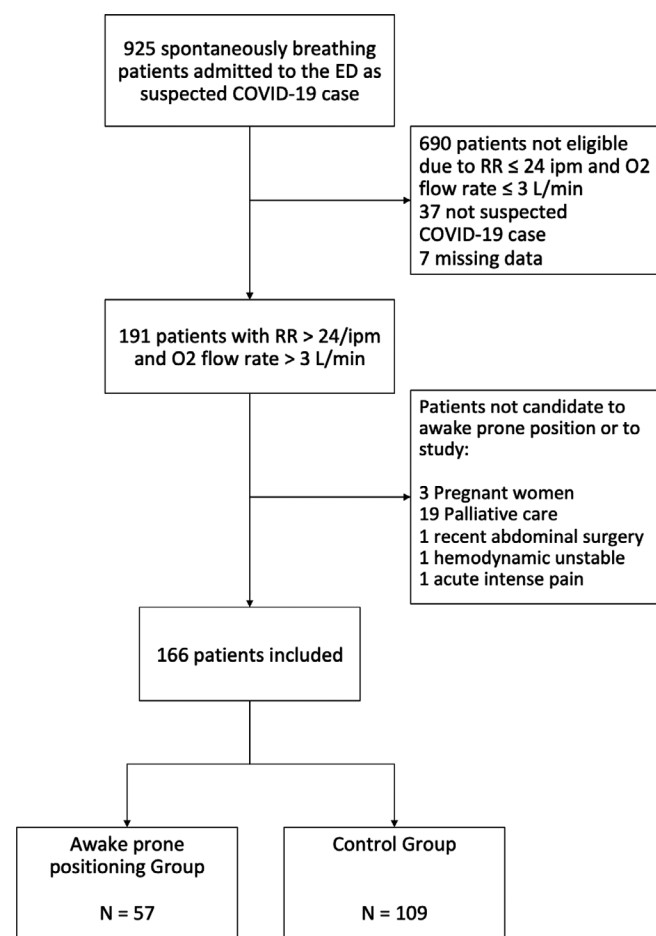 925 spontaneously breathing
patients admitted to the ED as
suspected COVID-19 case
690 patients not eligible
due to RR ≤ 24 ipm and O2
flow rate ≤ 3 L/min
37 not suspected
COVID-19 case
7 missing data
191 patients with RR > 24/ipm
and O2 flow rate > 3 L/min
Patients not candidate to
awake prone position or to
study:
3 Pregnant women
19 Palliative care
1 recent abdominal surgery
1 hemodynamic unstable
1 acute intense pain
166 patients included
Awake prone
positioning Group
N = 57
Control Group
N = 109